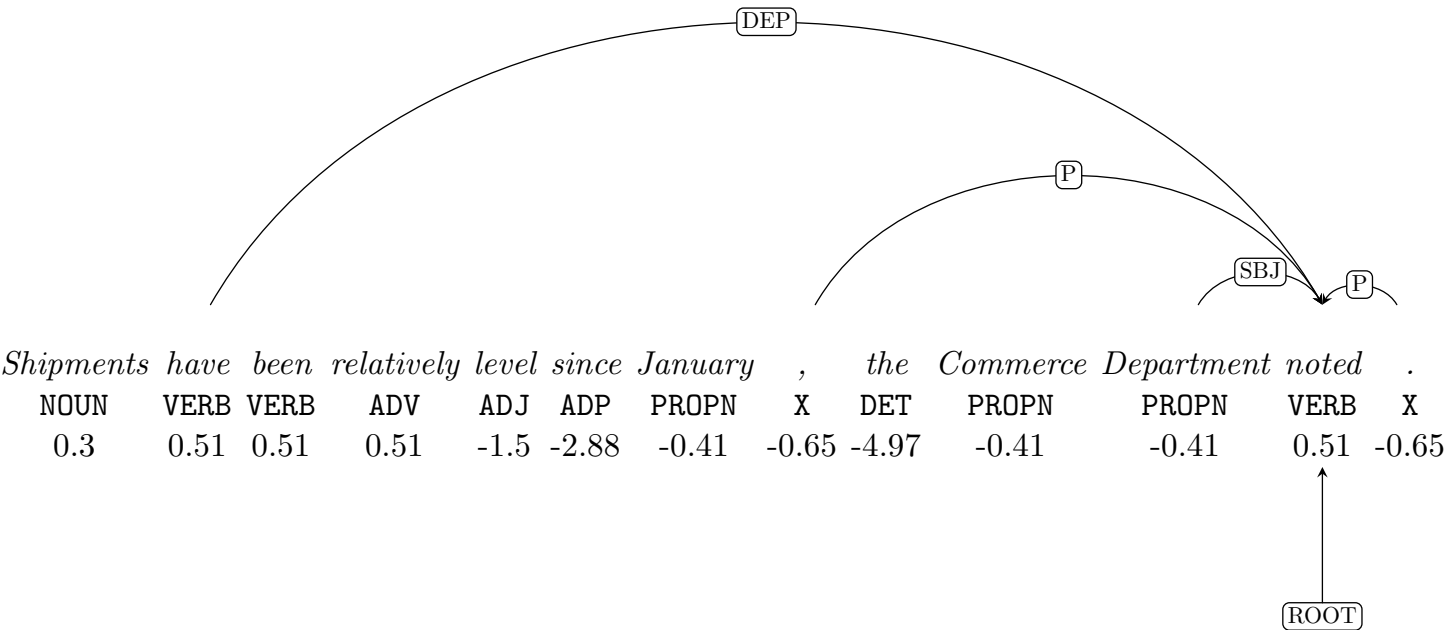 DEP
P
SBJ P
Shipments have been relatively level since January , the Commerce Department noted .
NOUN VERB VERB ADV ADJ ADP PROPN X DET PROPN PROPN VERB X
0.3 0.51 0.51 0.51 -1.5 -2.88 -0.41 -0.65 -4.97 -0.41 -0.41 0.51 -0.65
ROOT